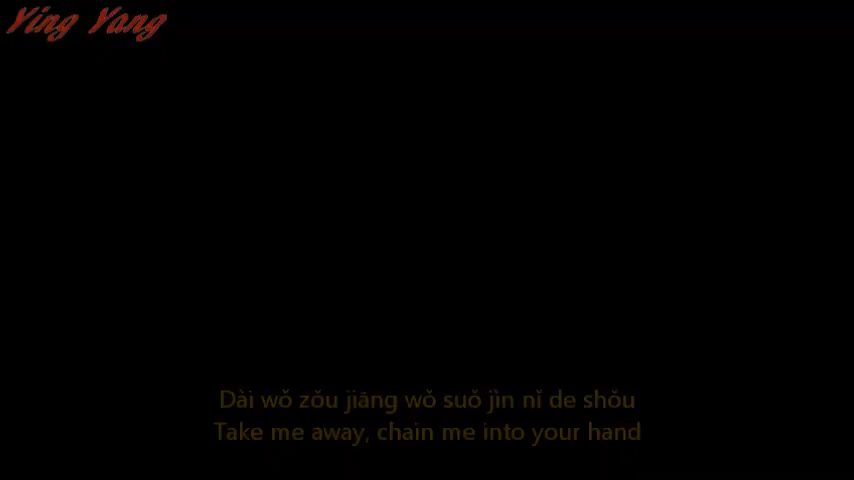 Ying Yang
Dài wǒ zǒu jiāng wǒ suǒ jìn nǐ de shǒu
Take me away, chain me into your hand